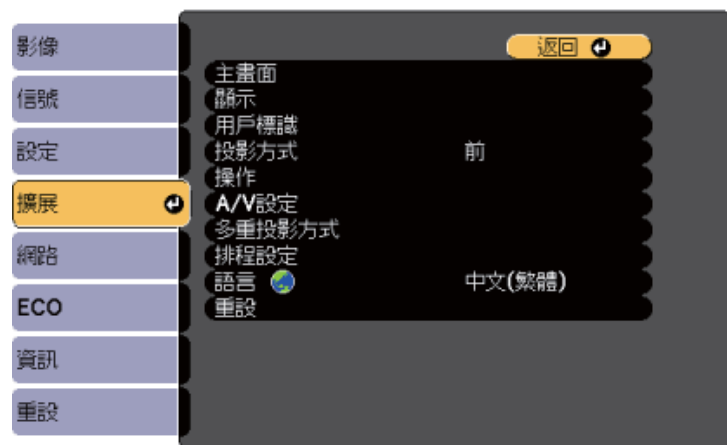 影像
信號
設定
擴展
網路
ECO
資訊
重設
返回
主畫面
顯示
用戶標識
投影方式 前
操作
A/V設定
多重投影方式
排程設定
語言 中文(繁體)
重設